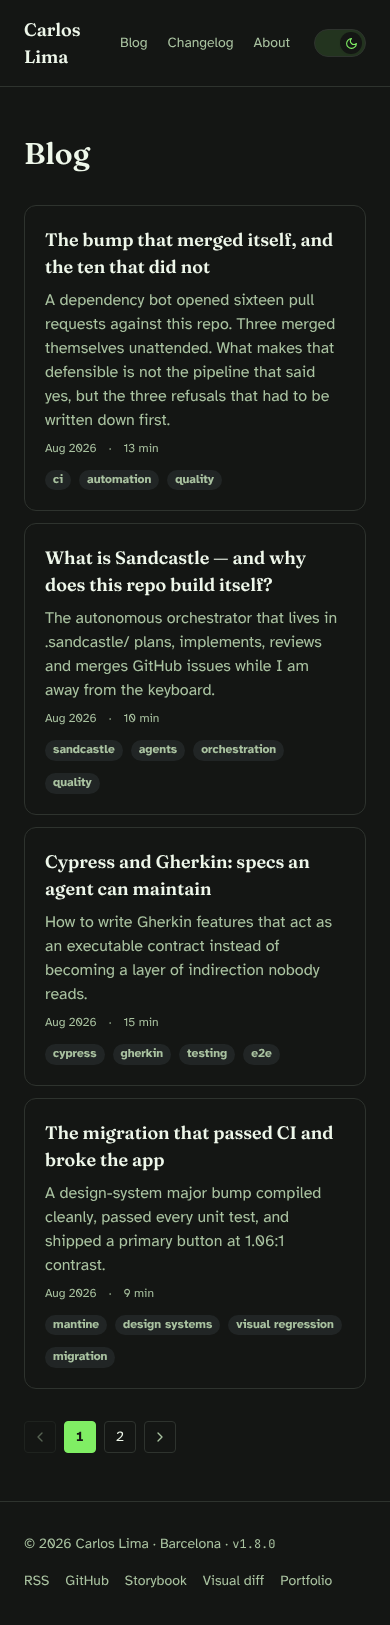 Carlos
Lima
Blog Changelog About
Blog
The bump that merged itself, and
the ten that did not
A dependency bot opened sixteen pull
requests against this repo. Three merged
themselves unattended. What makes that
defensible is not the pipeline that said
yes, but the three refusals that had to be
written down first.
Aug 2026 · 13 min
ci automation quality
What is Sandcastle — and why
does this repo build itself?
The autonomous orchestrator that lives in
.sandcastle/ plans, implements, reviews
and merges GitHub issues while I am
away from the keyboard.
Aug 2026 · 10 min
sandcastle agents orchestration
quality
Cypress and Gherkin: specs an
agent can maintain
How to write Gherkin features that act as
an executable contract instead of
becoming a layer of indirection nobody
reads.
Aug 2026 · 15 min
cypress gherkin testing e2e
The migration that passed CI and
broke the app
A design-system major bump compiled
cleanly, passed every unit test, and
shipped a primary button at 1.06:1
contrast.
Aug 2026 · 9 min
mantine design systems visual regression
migration
1 2
© 2026 Carlos Lima · Barcelona · v1.8.0
RSS GitHub Storybook Visual diff Portfolio